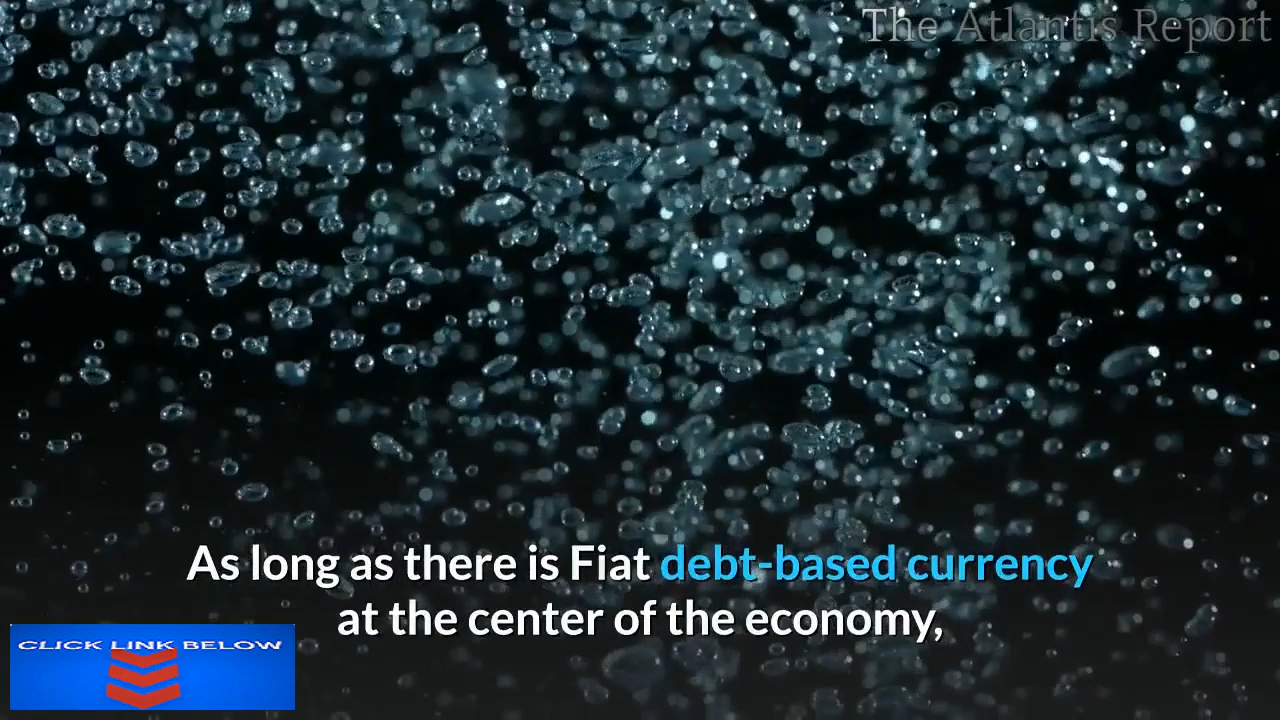 The Atlantis Report
As long as there is Fiat debt-based currency
at the center of the economy,
CLICK LINK BELOW